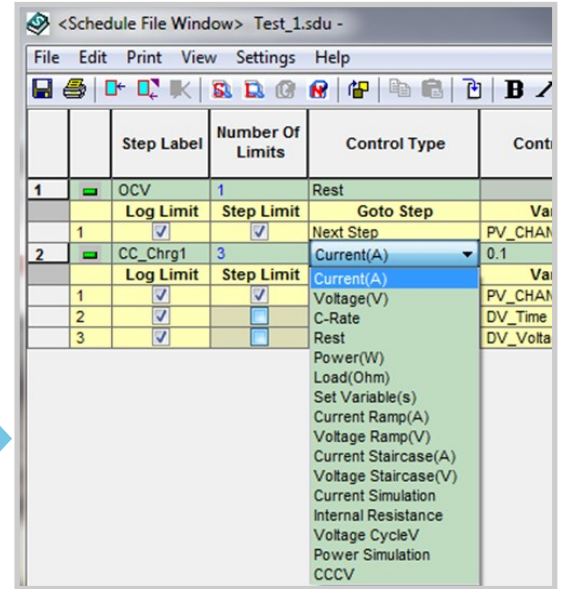 <Schedule File Window> Test_1.sdu -
File Edit Print View Settings Help
B
Step Label Number Of Limits Control Type
1 OCV 1 Rest
Log Limit Step Limit Goto Step
1 Next Step PV_CHAN
2 CC_Chrg1 3 Current(A) 0.1
Log Limit Step Limit Current(A)
1 Voltage(V) PV_CHAN
2 C-Rate DV_Time
3 Rest DV_Volta
Power(W)
Load(Ohm)
Set Variable(s)
Current Ramp(A)
Voltage Ramp(V)
Current Staircase(A)
Voltage Staircase(V)
Current Simulation
Internal Resistance
Voltage CycleV
Power Simulation
CCCV